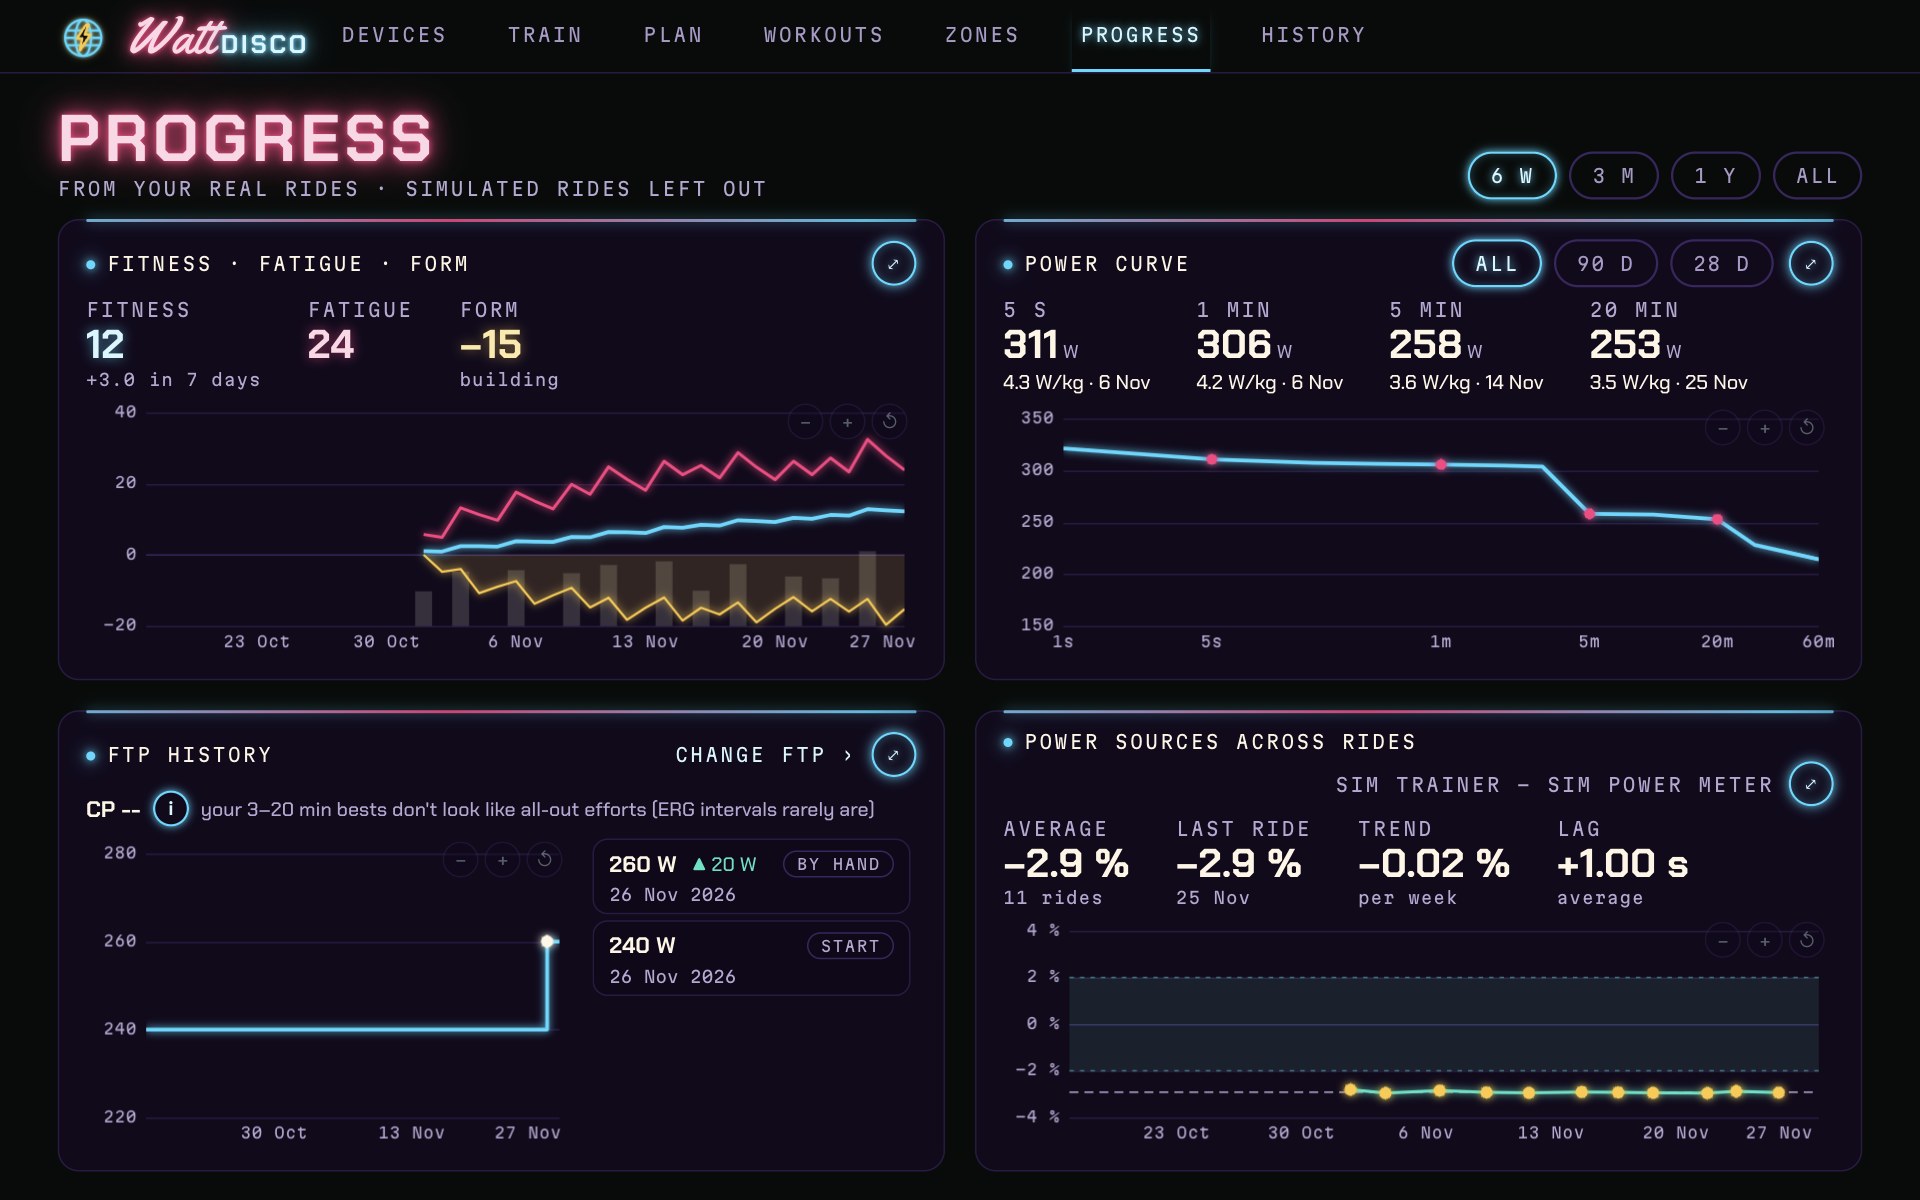 WattDISCO DEVICES TRAIN PLAN WORKOUTS ZONES PROGRESS HISTORY
PROGRESS
FROM YOUR REAL RIDES · SIMULATED RIDES LEFT OUT
6 W 3 M 1 Y ALL
FITNESS · FATIGUE · FORM
FITNESS FATIGUE FORM
12 24 −15
+3.0 in 7 days building
40
20
0
−20
23 Oct 30 Oct 6 Nov 13 Nov 20 Nov 27 Nov
POWER CURVE ALL 90 D 28 D
5 S 1 MIN 5 MIN 20 MIN
311 W 306 W 258 W 253 W
4.3 W/kg · 6 Nov 4.2 W/kg · 6 Nov 3.6 W/kg · 14 Nov 3.5 W/kg · 25 Nov
350
300
250
200
150
1s 5s 1m 5m 20m 60m
FTP HISTORY CHANGE FTP ›
CP -- i your 3–20 min bests don't look like all-out efforts (ERG intervals rarely are)
280
260
240
220
30 Oct 13 Nov 27 Nov
260 W ▲ 20 W BY HAND
26 Nov 2026
240 W START
26 Nov 2026
POWER SOURCES ACROSS RIDES
SIM TRAINER − SIM POWER METER
AVERAGE LAST RIDE TREND LAG
−2.9 % −2.9 % −0.02 % +1.00 s
11 rides 25 Nov per week average
4 %
2 %
0 %
−2 %
−4 %
23 Oct 30 Oct 6 Nov 13 Nov 20 Nov 27 Nov